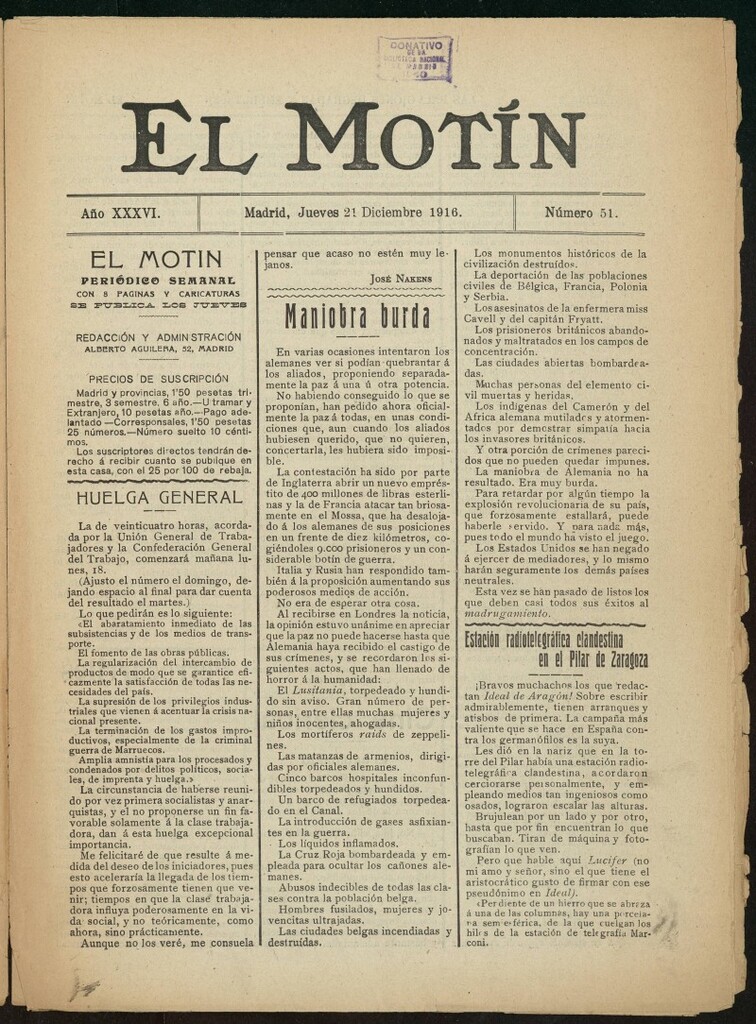 DONATIVO
DE LA
BIBLIOTECA NACIONAL
DE MADRID
EL MOTÍN
Año XXXVI.
Madrid, Jueves 21 Diciembre 1916.
Número 51.
EL MOTIN
PERIÓDICO SEMANAL
CON 8 PAGINAS Y CARICATURAS
SE PUBLICA LOS JUEVES
REDACCIÓN Y ADMINISTRACIÓN
ALBERTO AGUILERA, 52, MADRID
PRECIOS DE SUSCRIPCIÓN
Madrid y provincias, 1'50 pesetas tri-
mestre, 3 semestre. 6 año.—Ultramar y
Extranjero, 10 pesetas año.—Pago ade-
lantado—Corresponsales, 1'50 pesetas
25 números.—Número suelto 10 cénti-
mos.
Los suscriptores directos tendrán de-
recho á recibir cuanto se publique en
esta casa, con el 25 por 100 de rebaja.
HUELGA GENERAL
La de veinticuatro horas, acorda-
da por la Unión General de Traba-
jadores y la Confederación General
del Trabajo, comenzará mañana lu-
nes, 18.
(Ajusto el número el domingo, de-
jando espacio al final para dar cuenta
del resultado el martes.)
Lo que pedirán es lo siguiente:
«El abaratamiento inmediato de las
subsistencias y de los medios de trans-
porte.
El fomento de las obras públicas.
La regularización del intercambio de
productos de modo que se garantice efi-
cazmente la satisfacción de todas las ne-
cesidades del país.
La supresión de los privilegios indus-
triales que vienen á acentuar la crisis na-
cional presente.
La terminación de los gastos impro-
ductivos, especialmente de la criminal
guerra de Marruecos.
Amplia amnistía para los procesados y
condenados por delitos políticos, socia-
les, de imprenta y huelga.»
La circunstancia de haberse reuni-
do por vez primera socialistas y anar-
quistas, y el no proponerse un fin fa-
vorable solamente á la clase trabaja-
dora, dan á esta huelga excepcional
importancia.
Me felicitaré de que resulte á me-
dida del deseo de los iniciadores, pues
esto aceleraría la llegada de los tiem-
pos que forzosamente tienen que ve-
nir; tiempos en que la clase trabaja-
dora influya poderosamente en la vi-
da social, y no teóricamente, como
ahora, sino prácticamente.
Aunque no los veré, me consuela
pensar que acaso no estén muy le-
janos.
JOSÉ NAKENS
Maniobra burda
En varias ocasiones intentaron los
alemanes ver si podían quebrantar á
los aliados, proponiendo separada-
mente la paz á una ú otra potencia.
No habiendo conseguido lo que se
proponían, han pedido ahora oficial-
mente la paz á todas, en unas condi-
ciones que, aun cuando los aliados
hubiesen querido, que no quieren,
concertarla, les hubiera sido imposi-
ble.
La contestación ha sido por parte
de Inglaterra abrir un nuevo emprés-
tito de 400 millones de libras esterli-
nas y la de Francia atacar tan briosa-
mente en el Mossa, que ha desaloja-
do á los alemanes de sus posiciones
en un frente de diez kilómetros, co-
giéndoles 9.000 prisioneros y un con-
siderable botín de guerra.
Italia y Rusia han respondido tam-
bién á la proposición aumentando sus
poderosos medios de acción.
No era de esperar otra cosa.
Al recibirse en Londres la noticia,
la opinión estuvo unánime en apreciar
que la paz no puede hacerse hasta que
Alemania haya recibido el castigo de
sus crímenes, y se recordaron los si-
guientes actos, que han llenado de
horror á la humanidad:
El Lusitania, torpedeado y hundi-
do sin aviso. Gran número de per-
sonas, entre ellas muchas mujeres y
niños inocentes, ahogadas.
Los mortíferos raids de zeppeli-
nes.
Las matanzas de armenios, dirigi-
das por oficiales alemanes.
Cinco barcos hospitales inconfun-
dibles torpedeados y hundidos.
Un barco de refugiados torpedea-
do en el Canal.
La introducción de gases asfixian-
tes en la guerra.
Los líquidos inflamados.
La Cruz Roja bombardeada y em-
pleada para ocultar los cañones ale-
manes.
Abusos indecibles de todas las cla-
ses contra la población belga.
Hombres fusilados, mujeres y jo-
vencitas ultrajadas.
Las ciudades belgas incendiadas y
destruídas.
Los monumentos históricos de la
civilización destruídos.
La deportación de las poblaciones
civiles de Bélgica, Francia, Polonia
y Serbia.
Los asesinatos de la enfermera miss
Cavell y del capitán Fryatt.
Los prisioneros británicos abando-
nados y maltratados en los campos de
concentración.
Las ciudades abiertas bombardea-
das.
Muchas personas del elemento ci-
vil muertas y heridas.
Los indígenas del Camerón y del
Africa alemana mutilados y atormen-
tados por demostrar simpatía hacia
los invasores británicos.
Y otra porción de crímenes pareci-
dos que no pueden quedar impunes.
La maniobra de Alemania no ha
resultado. Era muy burda.
Para retardar por algún tiempo la
explosión revolucionaria de su país,
que forzosamente estallará, puede
haberle servido. Y para nada más,
pues todo el mundo ha visto el juego.
Los Estados Unidos se han negado
á ejercer de mediadores, y lo mismo
harán seguramente los demás países
neutrales.
Esta vez se han pasado de listos los
que deben casi todos sus éxitos al
madrugamiento.
Estación radiotelegráfica clandestina
en el Pilar de Zaragoza
¡Bravos muchachos los que redac-
tan Ideal de Aragón! Sobre escribir
admirablemente, tienen arranques y
atisbos de primera. La campaña más
valiente que se hace en España con-
tra los germanófilos es la suya.
Les dió en la nariz que en la to-
rre del Pilar había una estación radio-
telegráfica clandestina, acordaron
cerciorarse personalmente, y em-
pleando medios tan ingeniosos como
osados, lograron escalar las alturas.
Brujulean por un lado y por otro,
hasta que por fin encuentran lo que
buscaban. Tiran de máquina y foto-
grafían lo que ven.
Pero que hable aquí Lucifer (no
mi amo y señor, sino el que tiene el
aristocrático gusto de firmar con ese
pseudónimo en Ideal).
«Pendiente de un hierro que se abraza
á una de las columnas, hay una porcela-
na semi-esférica, de la que cuelgan los
hilos de la estación de telegrafía Mar-
coni.